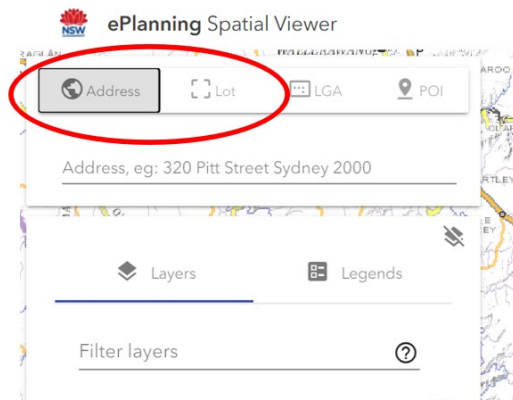 NSW
ePlanning Spatial Viewer
Address
Lot
LGA
POI
Address, eg: 320 Pitt Street Sydney 2000
Layers
Legends
Filter layers